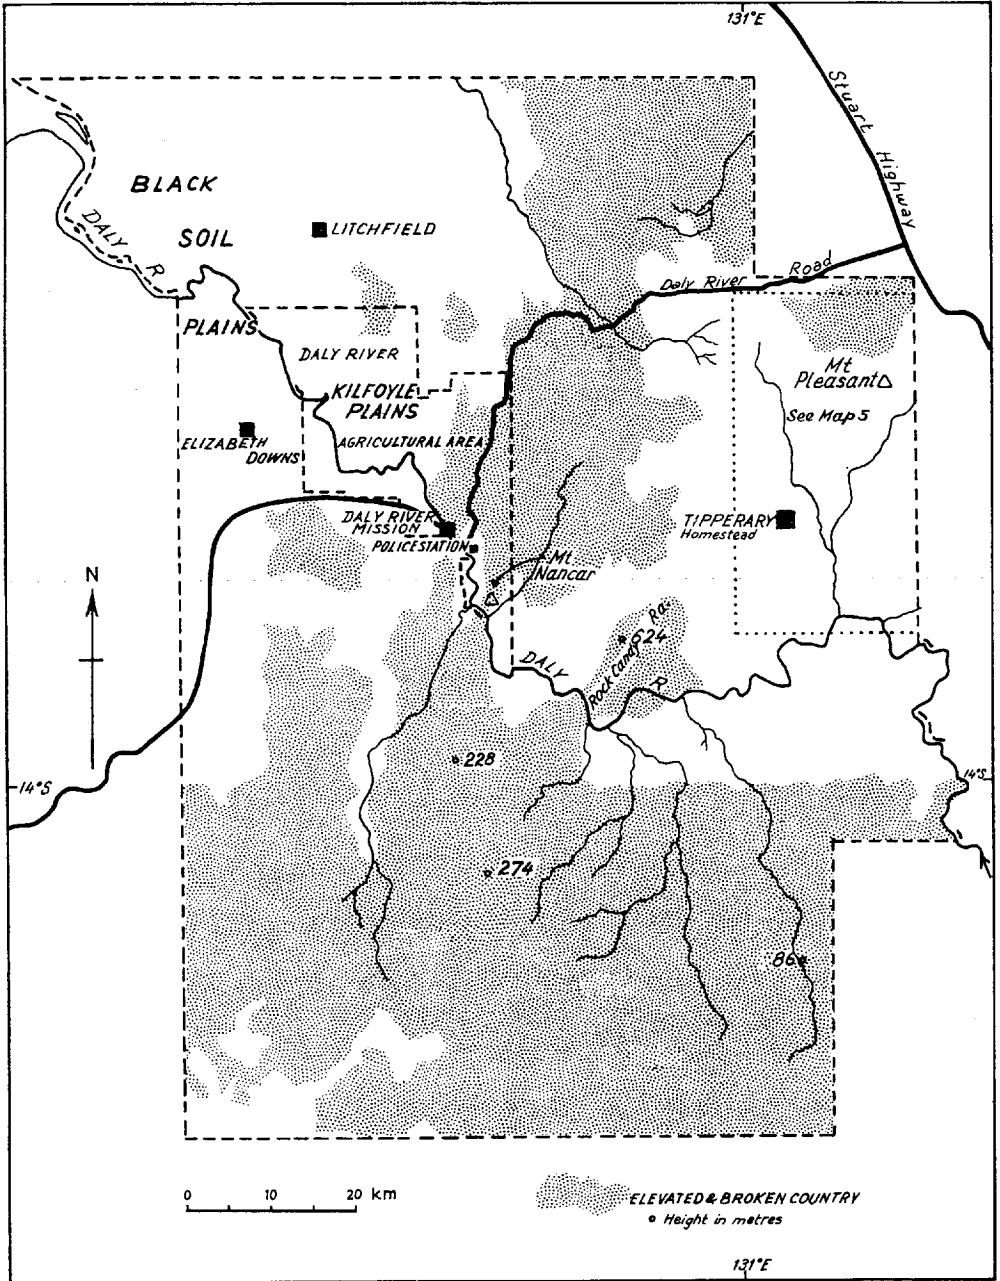 131°E
Stuart Highway
BLACK
SOIL
PLAINS
DALY R
LITCHFIELD
Daly River Road
DALY RIVER
KILFOYLE
PLAINS
AGRICULTURAL AREA
Mt
Pleasant
See Map 5
ELIZABETH
DOWNS
DALY RIVER
MISSION
POLICE STATION
TIPPERARY
Homestead
Mt
Nancar
N
624
Rock Candy Ra.
DALY R
228
14°S
14°S
274
86
0 10 20 km
ELEVATED & BROKEN COUNTRY
Height in metres
131°E